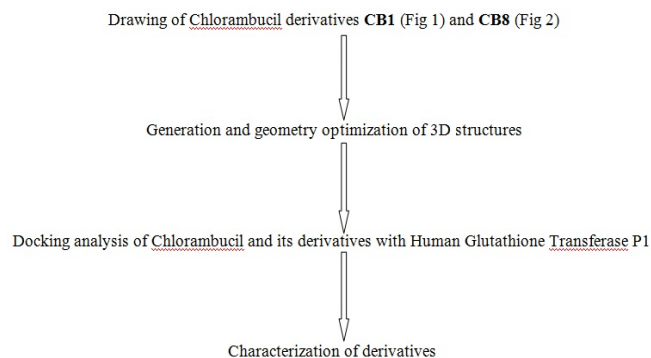 Drawing of Chlorambucil derivatives CB1 (Fig 1) and CB8 (Fig 2)
Generation and geometry optimization of 3D structures
Docking analysis of Chlorambucil and its derivatives with Human Glutathione Transferase P1
Characterization of derivatives